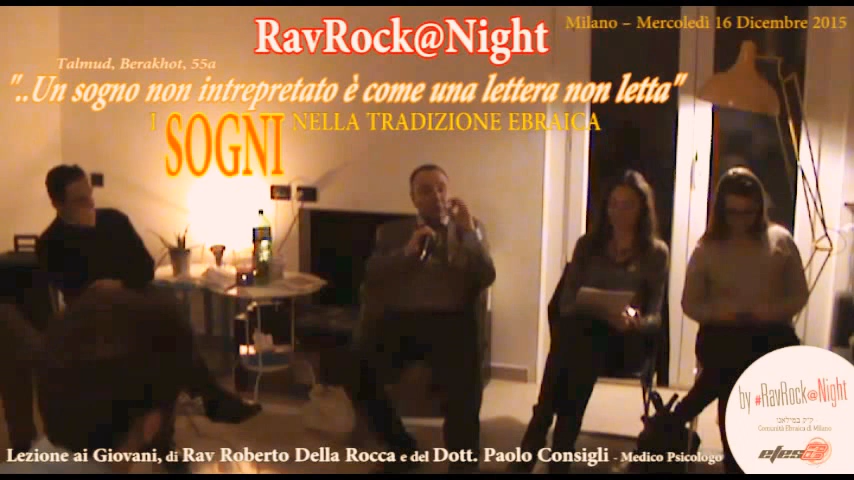 RavRock@Night
Milano – Mercoledì 16 Dicembre 2015
Talmud, Berakhot, 55a
"..Un sogno non intrepretato è come una lettera non letta"
I SOGNI NELLA TRADIZIONE EBRAICA
by #RavRock@Night
ק״ק במילאנו
Comunità Ebraica di Milano
Lezione ai Giovani, di Rav Roberto Della Rocca e del Dott. Paolo Consigli - Medico Psicologo